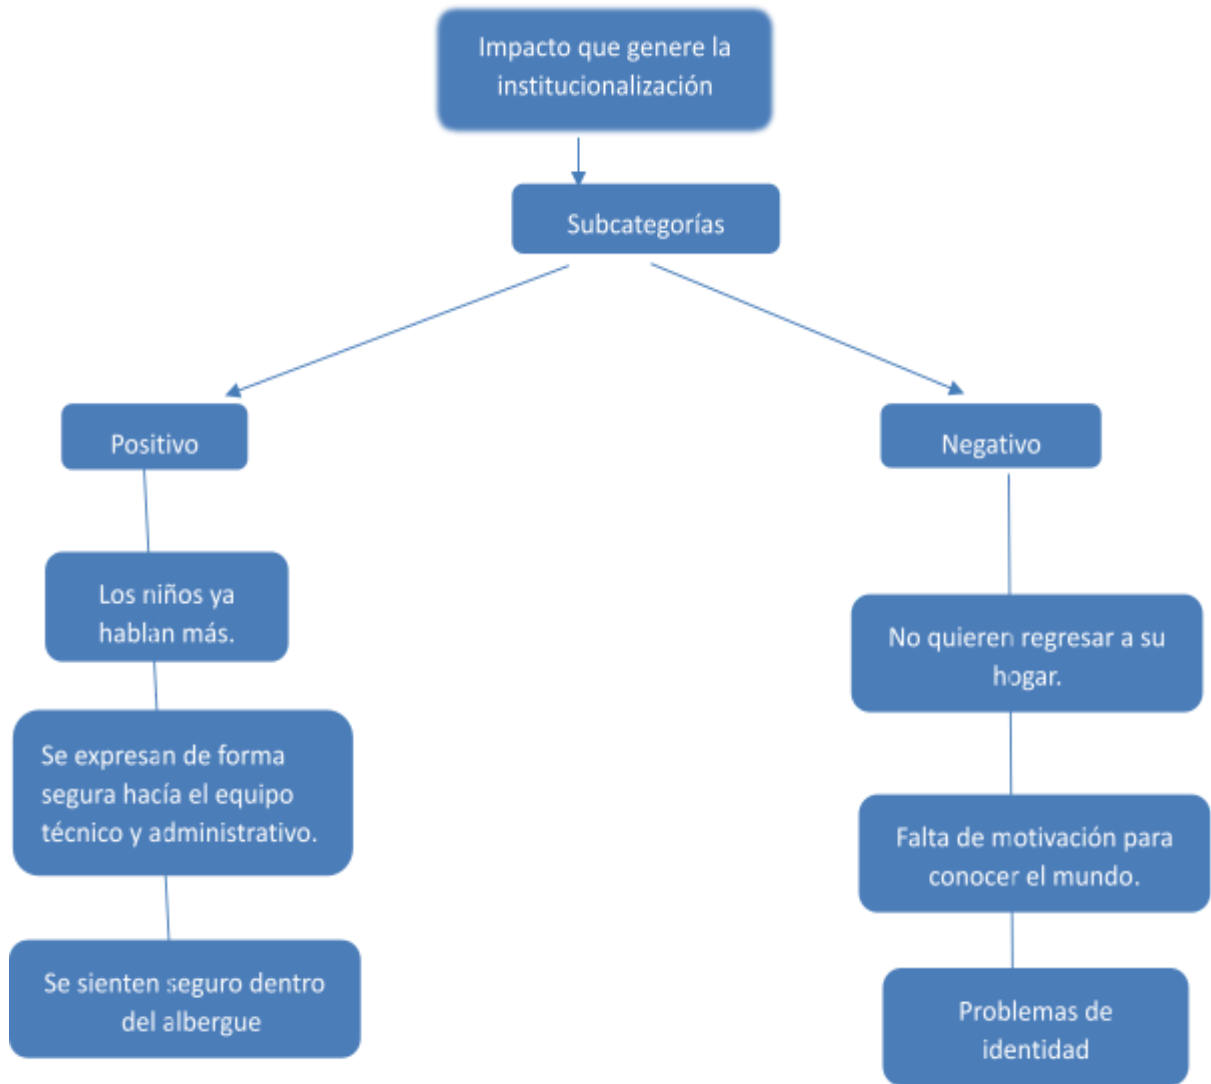 Impacto que genere la
institucionalización
Subcategorías
Positivo
Los niños ya
hablan más.
Se expresan de forma
segura hacía el equipo
técnico y administrativo.
Se sienten seguro dentro
del albergue
Negativo
No quieren regresar a su
hogar.
Falta de motivación para
conocer el mundo.
Problemas de
identidad